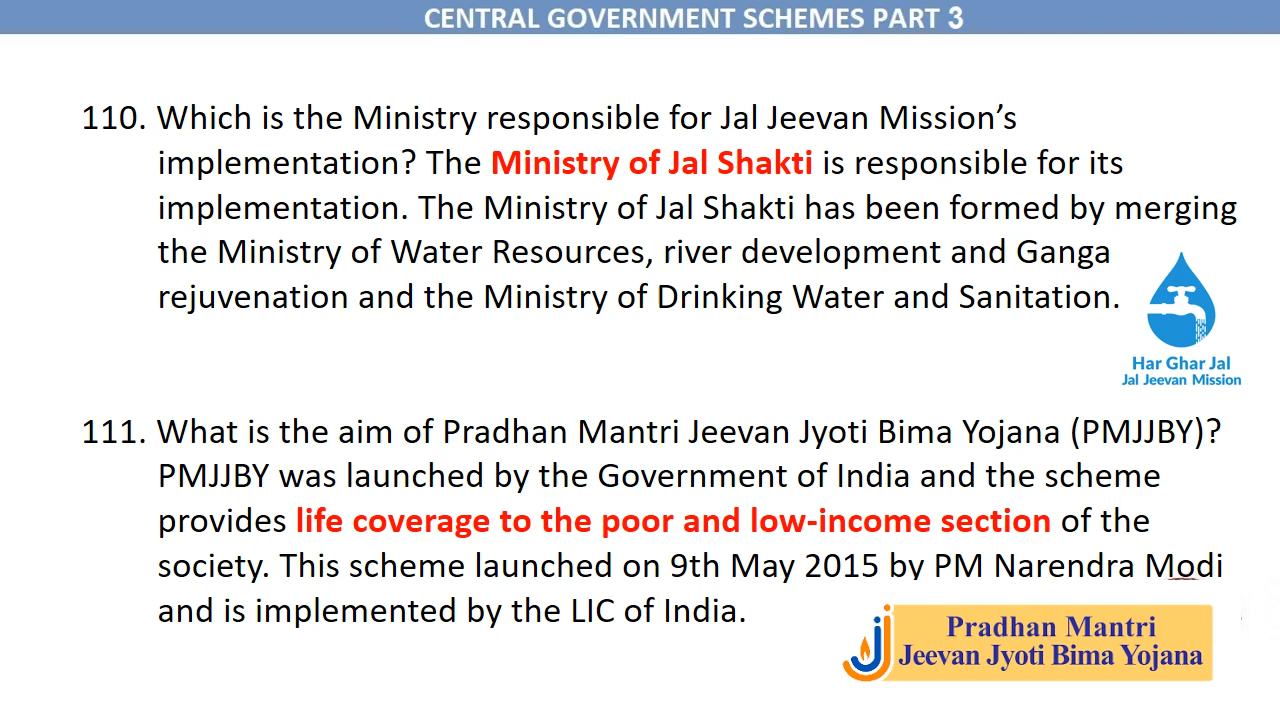 CENTRAL GOVERNMENT SCHEMES PART 3
110. Which is the Ministry responsible for Jal Jeevan Mission’s
implementation? The Ministry of Jal Shakti is responsible for its
implementation. The Ministry of Jal Shakti has been formed by merging
the Ministry of Water Resources, river development and Ganga
rejuvenation and the Ministry of Drinking Water and Sanitation.
Har Ghar Jal
Jal Jeevan Mission
111. What is the aim of Pradhan Mantri Jeevan Jyoti Bima Yojana (PMJJBY)?
PMJJBY was launched by the Government of India and the scheme
provides life coverage to the poor and low-income section of the
society. This scheme launched on 9th May 2015 by PM Narendra Modi
and is implemented by the LIC of India.
Pradhan Mantri
Jeevan Jyoti Bima Yojana